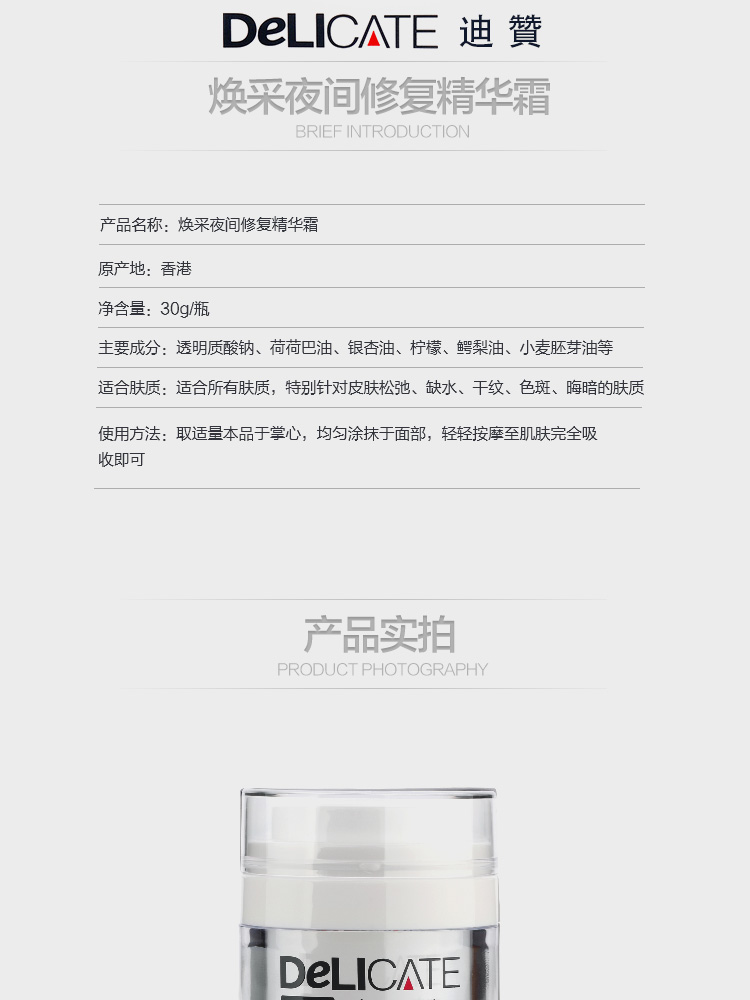 DeLICATE 迪贊
焕采夜间修复精华霜
BRIEF INTRODUCTION
产品名称：焕采夜间修复精华霜
原产地：香港
净含量：30g/瓶
主要成分：透明质酸钠、荷荷巴油、银杏油、柠檬、鳄梨油、小麦胚芽油等
适合肤质：适合所有肤质，特别针对皮肤松弛、缺水、干纹、色斑、晦暗的肤质
使用方法：取适量本品于掌心，均匀涂抹于面部，轻轻按摩至肌肤完全吸
收即可
产品实拍
PRODUCT PHOTOGRAPHY
DeLICATE